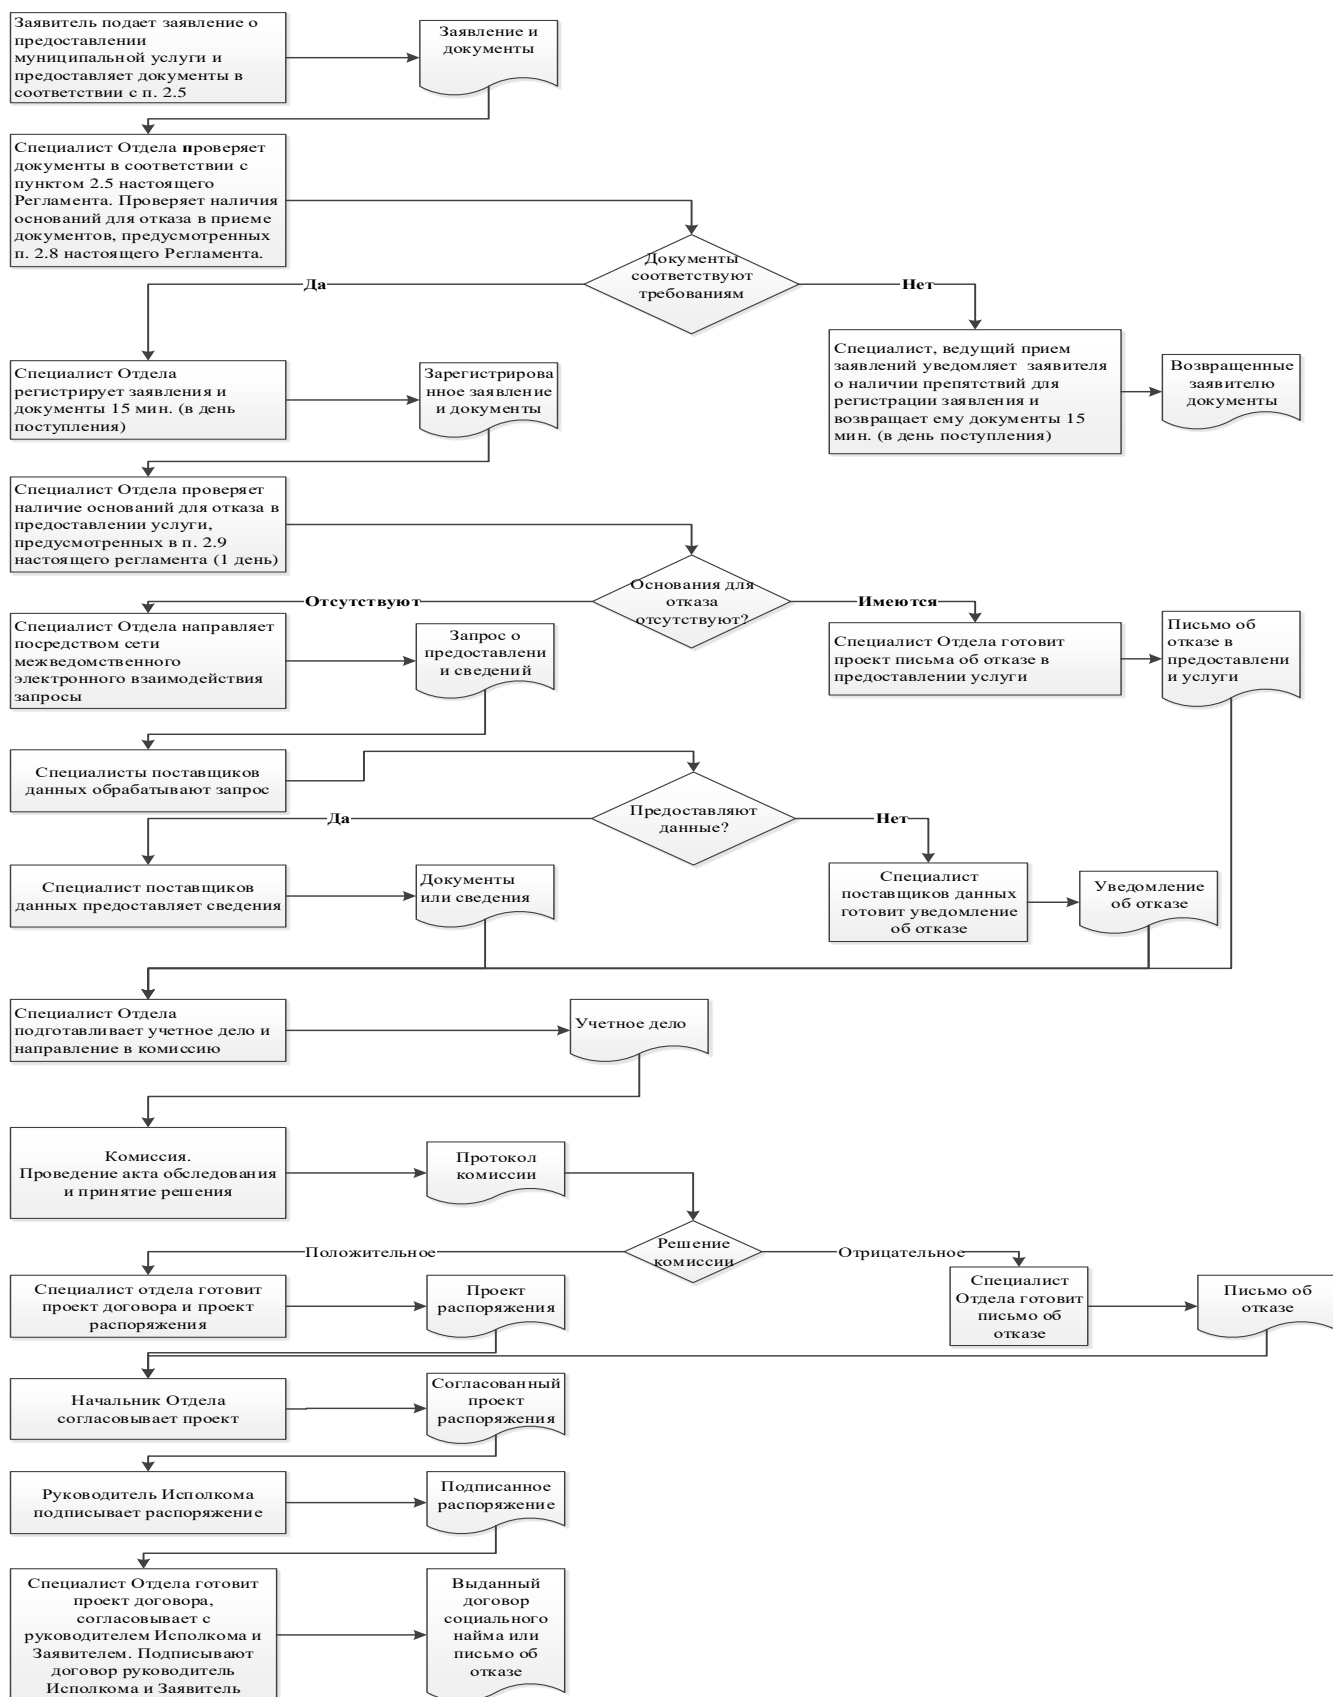 Заявитель подает заявление о
предоставлении
муниципальной услуги и
предоставляет документы в
соответствии с п. 2.5
Заявление и
документы
Специалист Отдела проверяет
документы в соответствии с
пунктом 2.5 настоящего
Регламента. Проверяет наличия
оснований для отказа в приеме
документов, предусмотренных
п. 2.8 настоящего Регламента.
Документы
соответствуют
требованиям
Да
Нет
Специалист Отдела
регистрирует заявления и
документы 15 мин. (в день
поступления)
Зарегистрирова
нное заявление
и документы
Специалист, ведущий прием
заявлений уведомляет заявителя
о наличии препятствий для
регистрации заявления и
возвращает ему документы 15
мин. (в день поступления)
Возвращенные
заявителю
документы
Специалист Отдела проверяет
наличие оснований для отказа в
предоставлении услуги,
предусмотренных в п. 2.9
настоящего регламента (1 день)
Основания для
отказа
отсутствуют?
Отсутствуют
Имеются
Специалист Отдела направляет
посредством сети
межведомственного
электронного взаимодействия
запросы
Запрос о
предоставлени
и сведений
Специалист Отдела готовит
проект письма об отказе в
предоставлении услуги
Письмо об
отказе в
предоставлени
и услуги
Специалисты поставщиков
данных обрабатывают запрос
Предоставляют
данные?
Да
Нет
Специалист поставщиков
данных предоставляет сведения
Документы
или сведения
Специалист
поставщиков данных
готовит уведомление
об отказе
Уведомление
об отказе
Специалист Отдела
подготавливает учетное дело и
направление в комиссию
Учетное дело
Комиссия.
Проведение акта обследования
и принятие решения
Протокол
комиссии
Решение
комиссии
Положительное
Отрицательное
Специалист отдела готовит
проект договора и проект
распоряжения
Проект
распоряжения
Специалист
Отдела готовит
письмо об
отказе
Письмо об
отказе
Начальник Отдела
согласовывает проект
Согласованный
проект
распоряжения
Руководитель Исполкома
подписывает распоряжение
Подписанное
распоряжение
Специалист Отдела готовит
проект договора,
согласовывает с
руководителем Исполкома и
Заявителем. Подписывают
договор руководитель
Исполкома и Заявитель
Выданный
договор
социального
найма или
письмо об
отказе